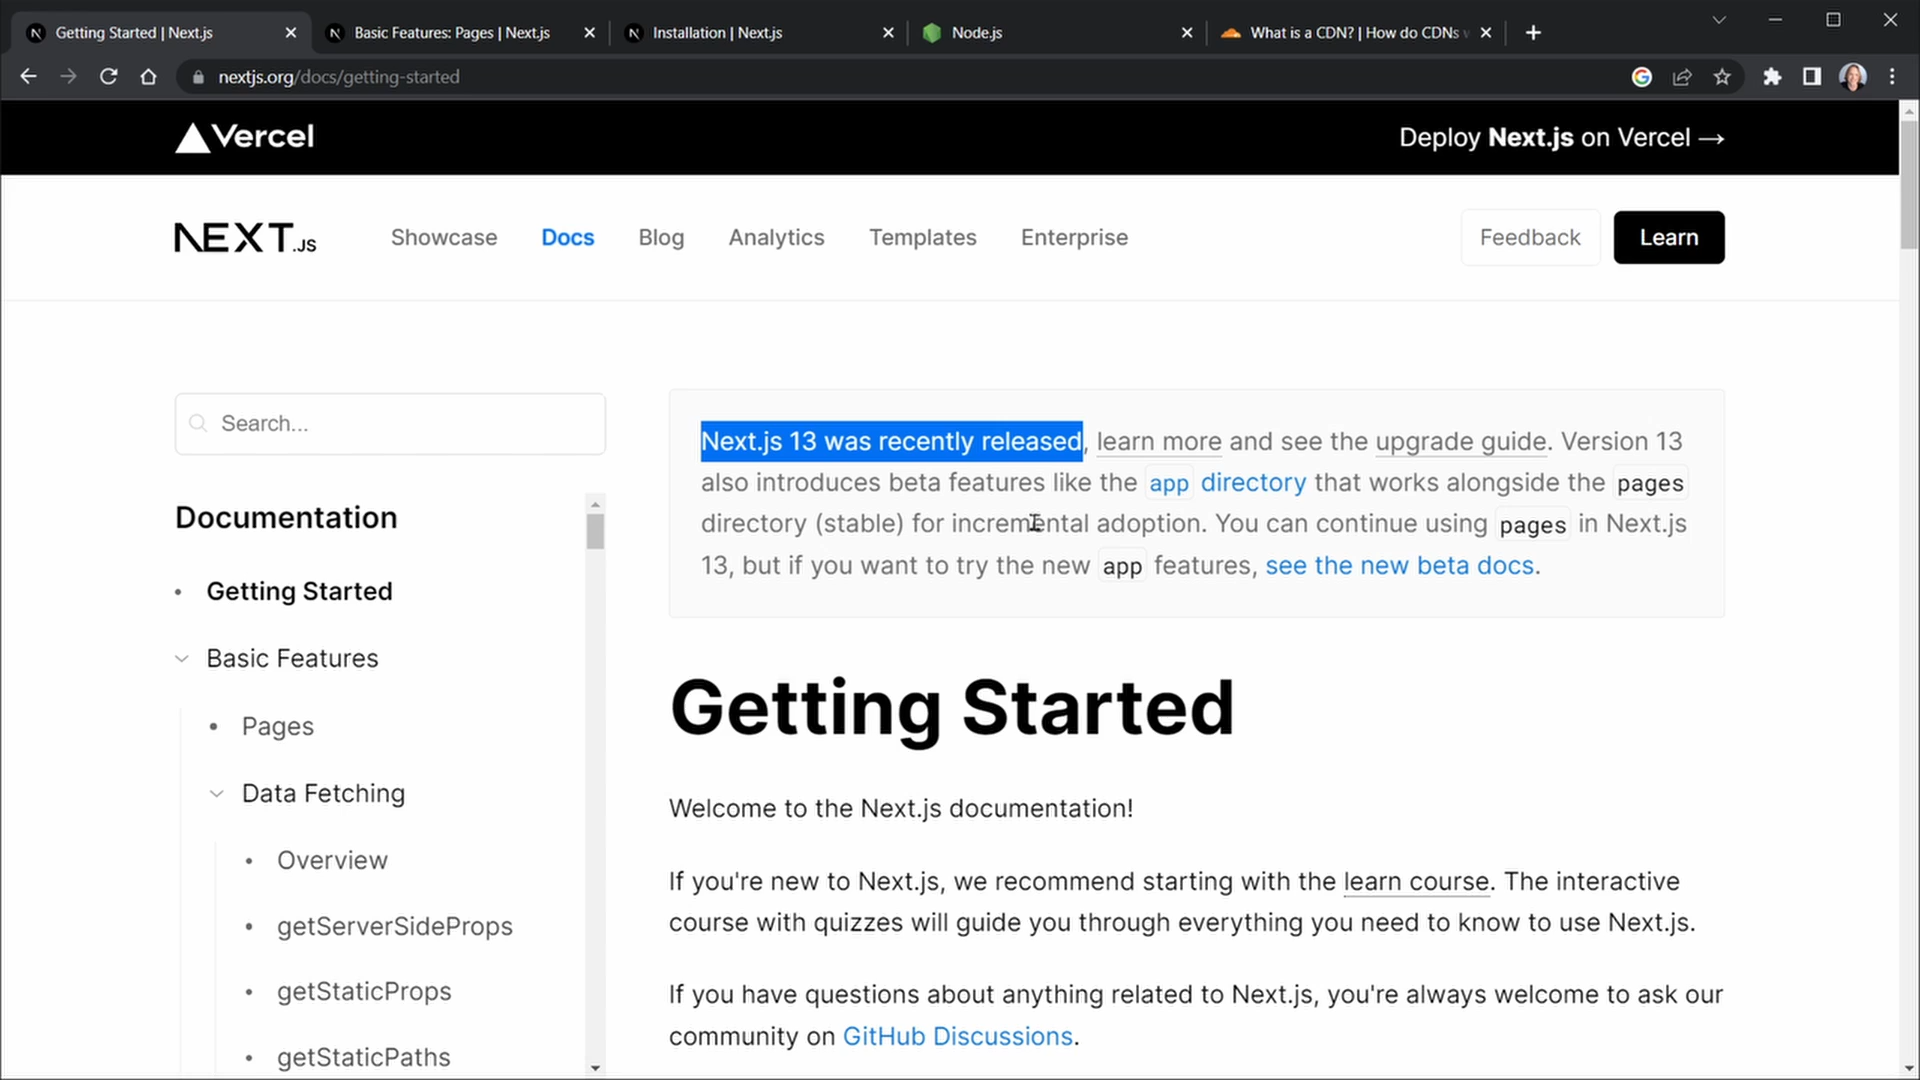 Getting Started | Next.js
Basic Features: Pages | Next.js
Installation | Next.js
Node.js
What is a CDN? | How do CDNs
nextjs.org/docs/getting-started
Vercel
Deploy Next.js on Vercel →
NEXT.JS
Showcase
Docs
Blog
Analytics
Templates
Enterprise
Feedback
Learn
Search...
Documentation
Getting Started
Basic Features
Pages
Data Fetching
Overview
getServerSideProps
getStaticProps
getStaticPaths
Next.js 13 was recently released, learn more and see the upgrade guide. Version 13
also introduces beta features like the app directory that works alongside the pages
directory (stable) for incremental adoption. You can continue using pages in Next.js
13, but if you want to try the new app features, see the new beta docs.
Getting Started
Welcome to the Next.js documentation!
If you're new to Next.js, we recommend starting with the learn course. The interactive
course with quizzes will guide you through everything you need to know to use Next.js.
If you have questions about anything related to Next.js, you're always welcome to ask our
community on GitHub Discussions.